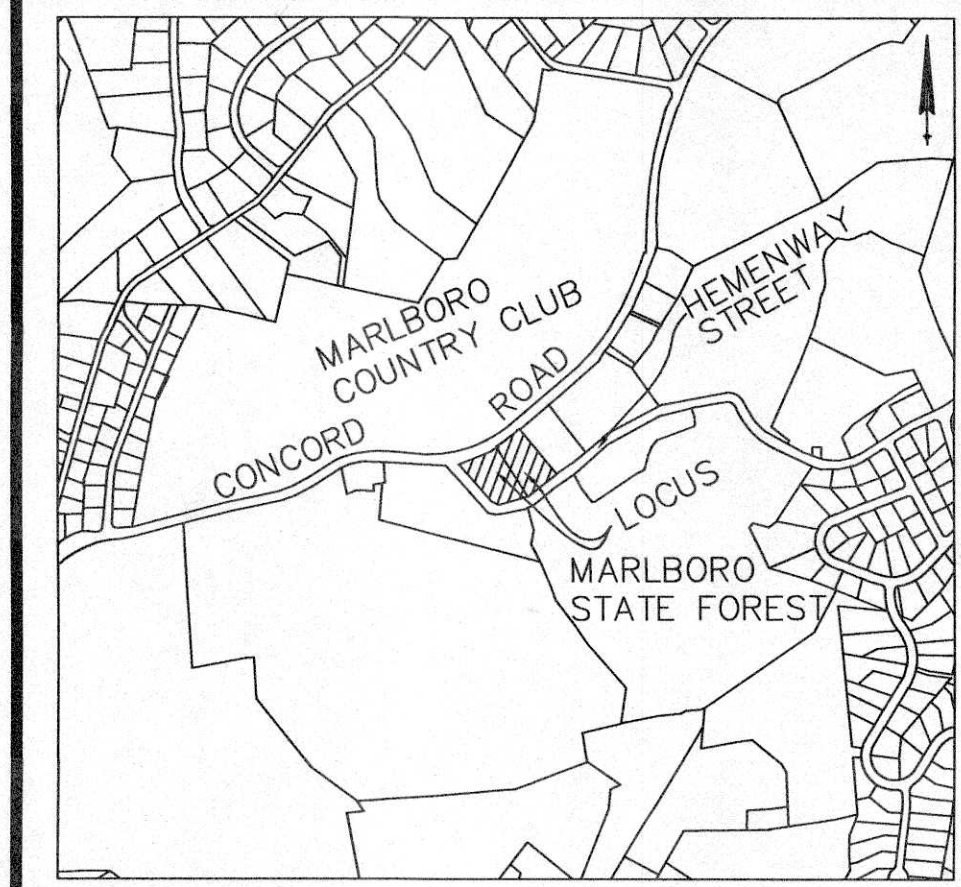 MARLBORO
COUNTRY CLUB
HEMENWAY
STREET
CONCORD ROAD
LOCUS
MARLBORO
STATE FOREST